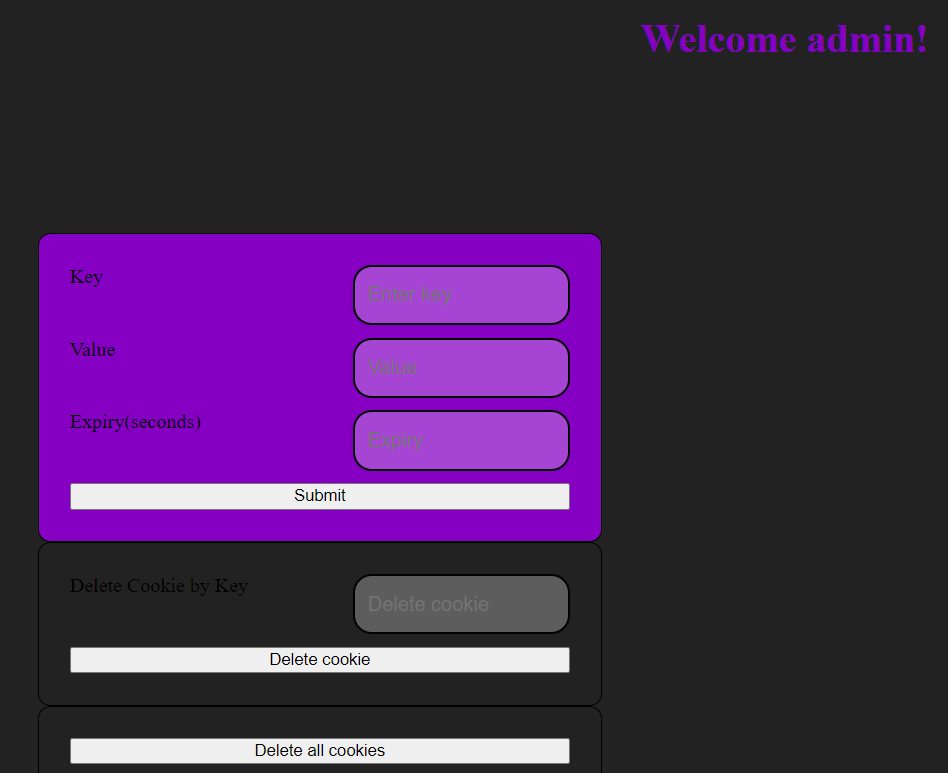 Welcome admin!
Key
Enter key
Value
Value
Expiry(seconds)
Expiry
Submit
Delete Cookie by Key
Delete cookie
Delete cookie
Delete all cookies